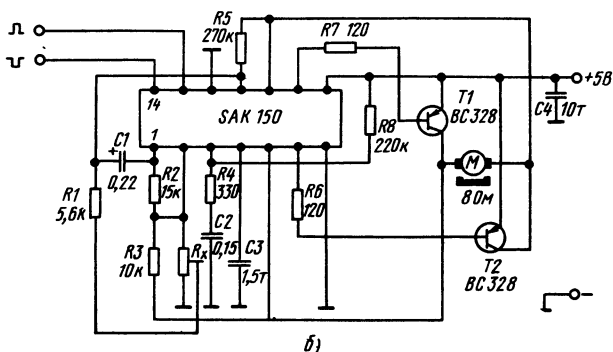 R5
270к
R7 120
+5В
14
SAK 150
T1
BC 328
C4
10т
1
C1
+
0,22
R2
15к
R4
330
R8
220к
M
8 Ом
R1
5,6к
R6
120
C2
0,15
R3
10к
Rx
C3
1,5т
T2
BC 328
−
б)